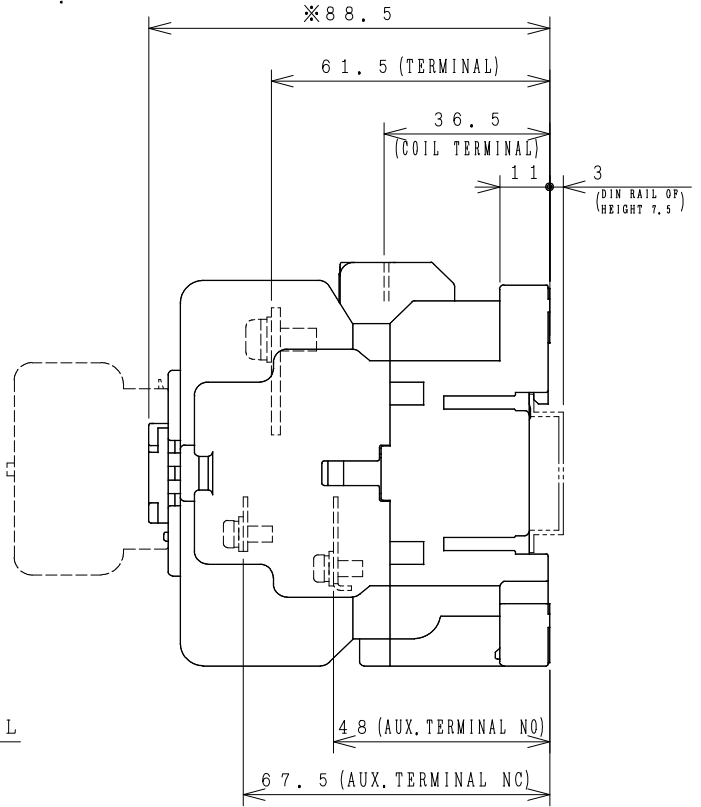 ※88.5
61.5 (TERMINAL)
36.5
(COIL TERMINAL)
11 3
(DIN RAIL OF
HEIGHT 7.5)
L
48 (AUX. TERMINAL NO)
67.5 (AUX. TERMINAL NC)